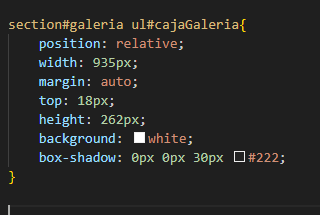 section#galeria ul#cajaGaleria{
position: relative;
width: 935px;
margin: auto;
top: 18px;
height: 262px;
background: white;
box-shadow: 0px 0px 30px #222;
}